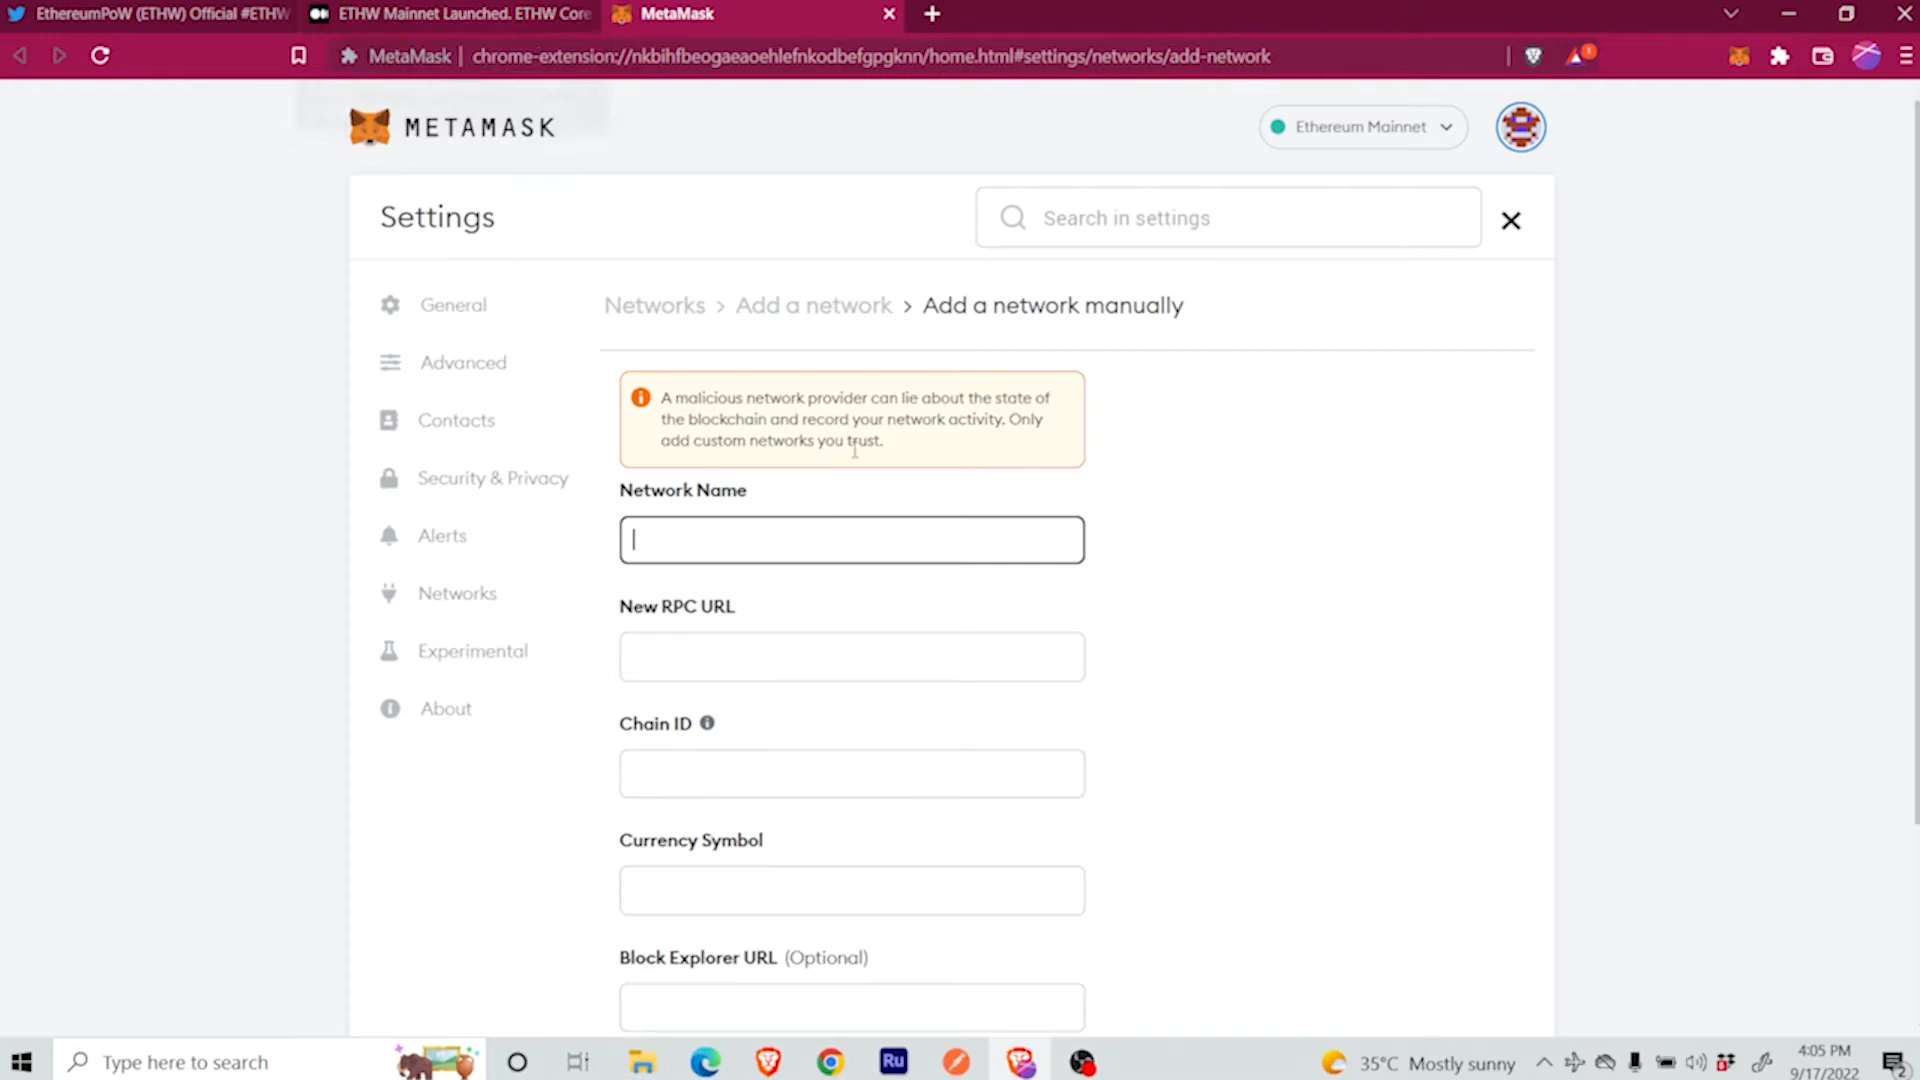 EthereumPoW (ETHW) Official #ETHW
ETHW Mainnet Launched. ETHW Core
MetaMask
MetaMask
chrome-extension://nkbihfbeogaeaoehlefnkodbefgpgknn/home.html#settings/networks/add-network
1
METAMASK
Ethereum Mainnet
Settings
Search in settings
General
Advanced
Contacts
Security & Privacy
Alerts
Networks
Experimental
About
Networks > Add a network > Add a network manually
A malicious network provider can lie about the state of
the blockchain and record your network activity. Only
add custom networks you trust.
Network Name
New RPC URL
Chain ID
Currency Symbol
Block Explorer URL (Optional)
Type here to search
Ru
35°C Mostly sunny
4:05 PM
9/17/2022
2